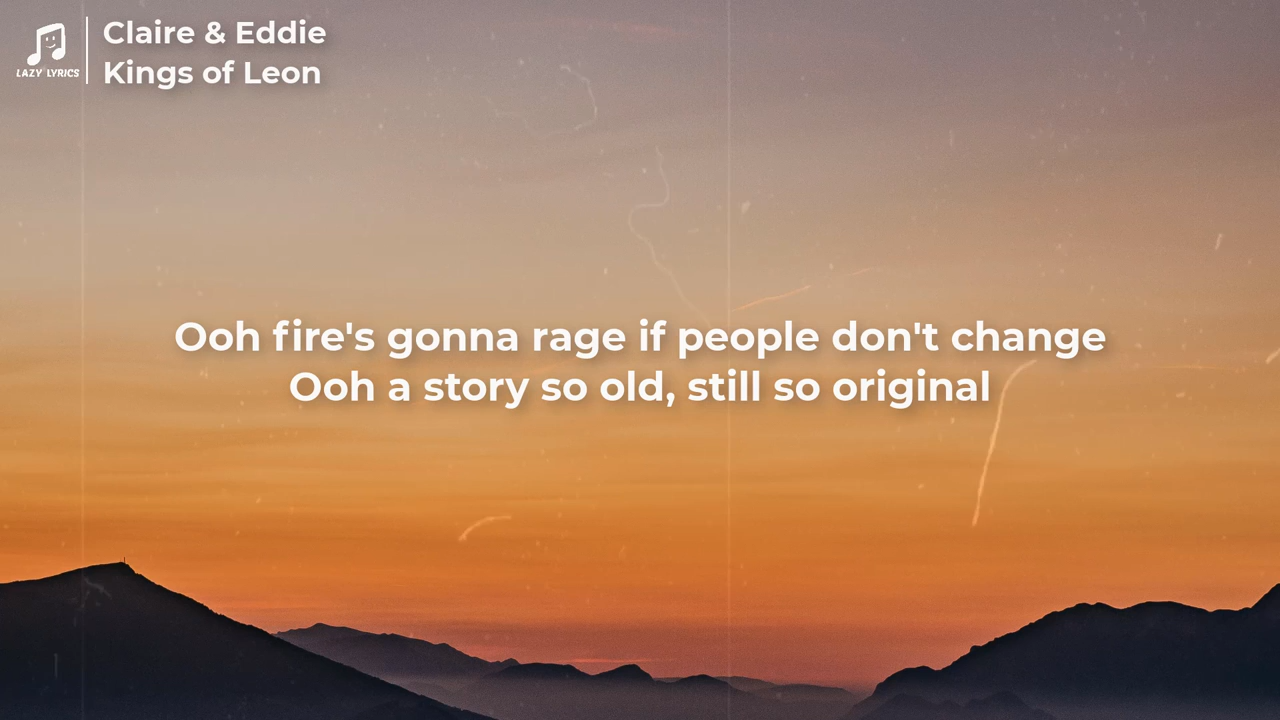 Claire & Eddie
Kings of Leon
LAZY LYRICS
Ooh fire's gonna rage if people don't change
Ooh a story so old, still so original